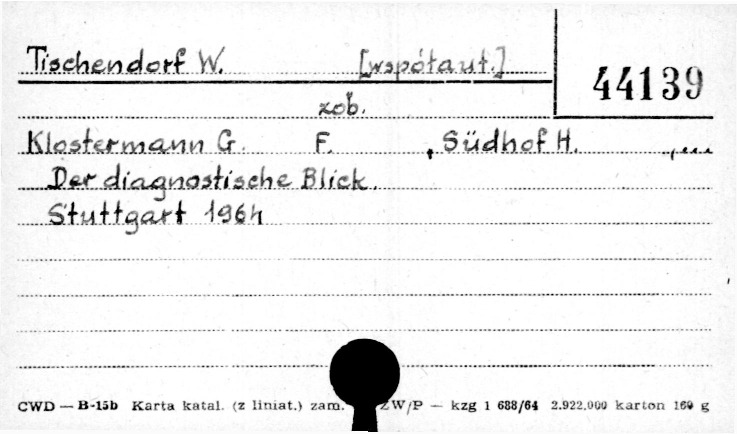 Tischendorf W. [współaut.]
44139
zob.
Klostermann G. F. , Südhof H. , ...
Der diagnostische Blick.
Stuttgart 1964
CWD — B-15b Karta katal. (z liniat.) zam. ZW/P — kzg 1 688/64 2.922.000 karton 160 g